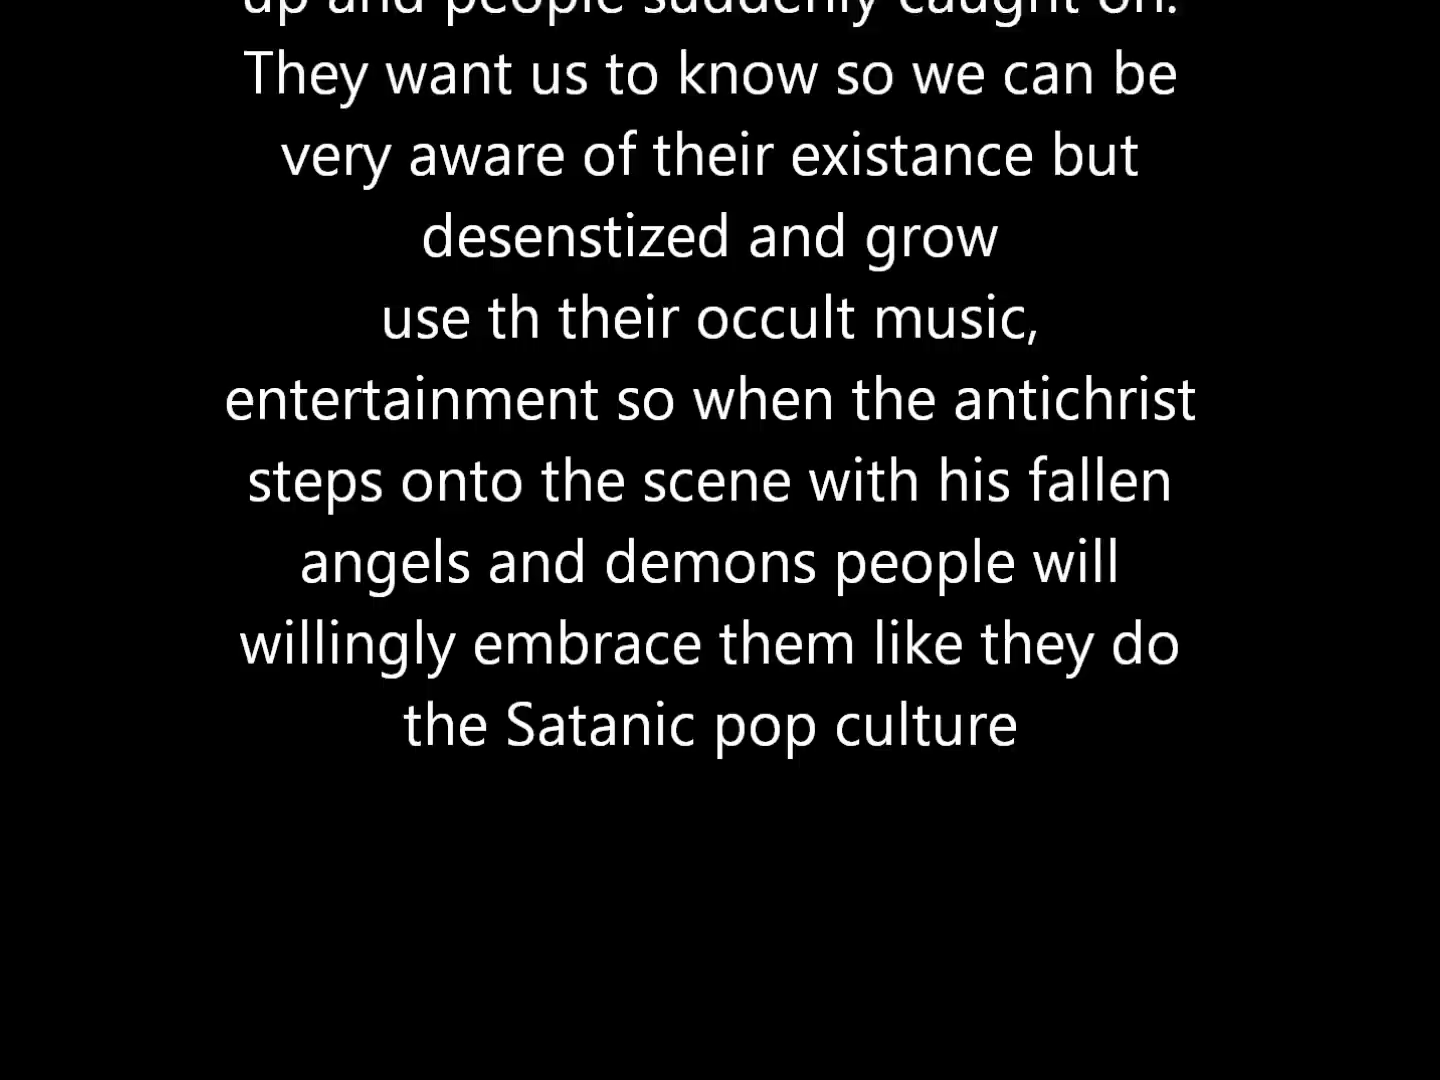 up and people suddenly caught on.
They want us to know so we can be
very aware of their existance but
desenstized and grow
use th their occult music,
entertainment so when the antichrist
steps onto the scene with his fallen
angels and demons people will
willingly embrace them like they do
the Satanic pop culture